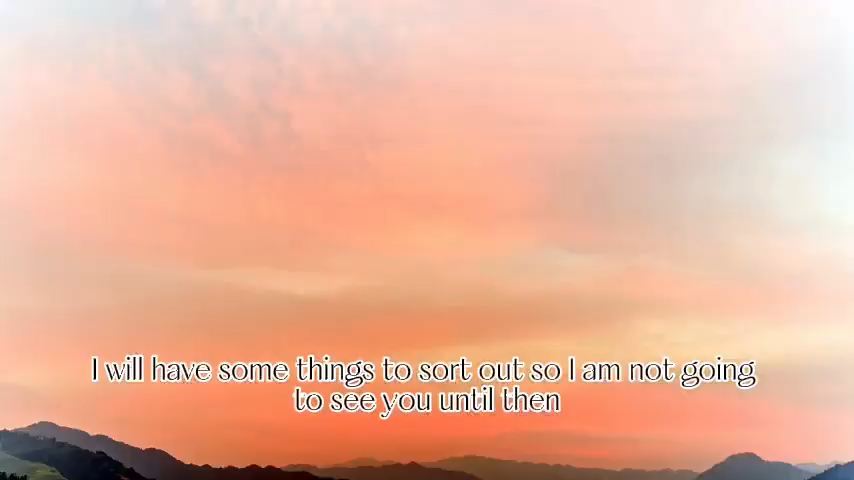 I will have some things to sort out so I am not going
to see you until then